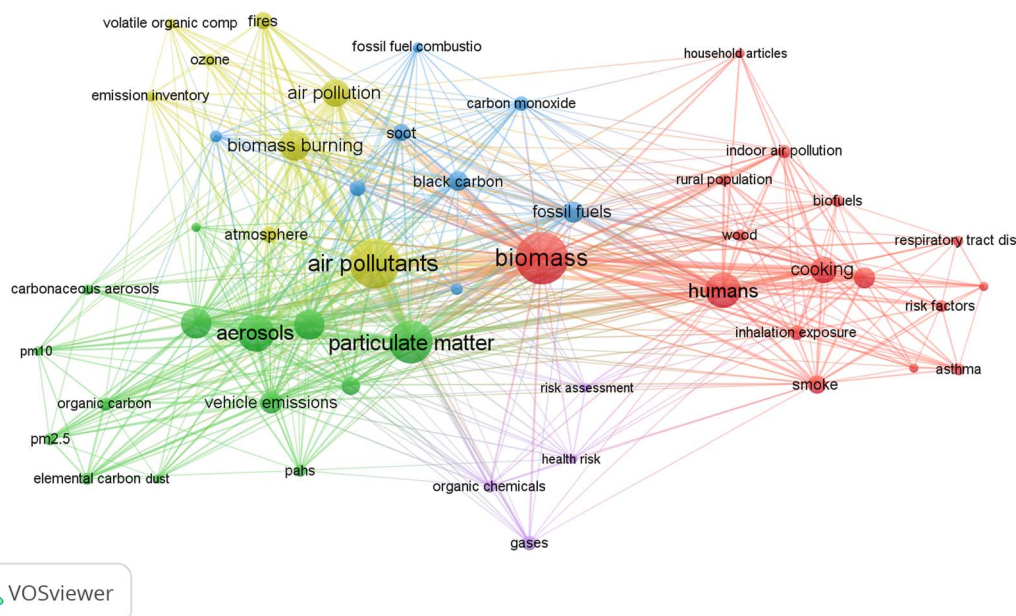 volatile organic comp
fires
fossil fuel combustio
household articles
ozone
emission inventory
air pollution
carbon monoxide
soot
biomass burning
indoor air pollution
black carbon
rural population
biofuels
fossil fuels
atmosphere
wood
respiratory tract dis
air pollutants
biomass
cooking
carbonaceous aerosols
humans
risk factors
aerosols
particulate matter
inhalation exposure
pm10
asthma
risk assessment
smoke
organic carbon
vehicle emissions
pm2.5
health risk
elemental carbon
dust
pahs
organic chemicals
gases
VOSviewer